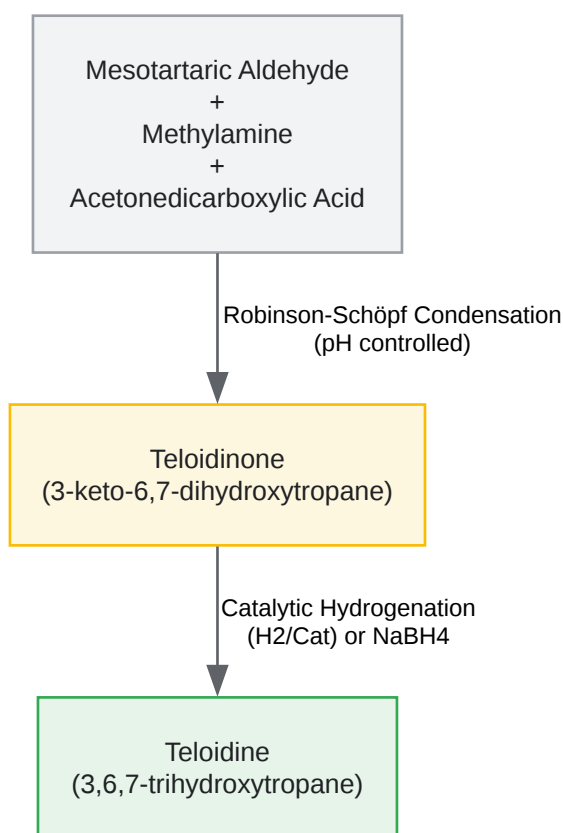 Mesotartaric Aldehyde
+
Methylamine
+
Acetonedicarboxylic Acid
Robinson-Schöpf Condensation
(pH controlled)
Teloidinone
(3-keto-6,7-dihydroxytropane)
Catalytic Hydrogenation
(H2/Cat) or NaBH4
Teloidine
(3,6,7-trihydroxytropane)